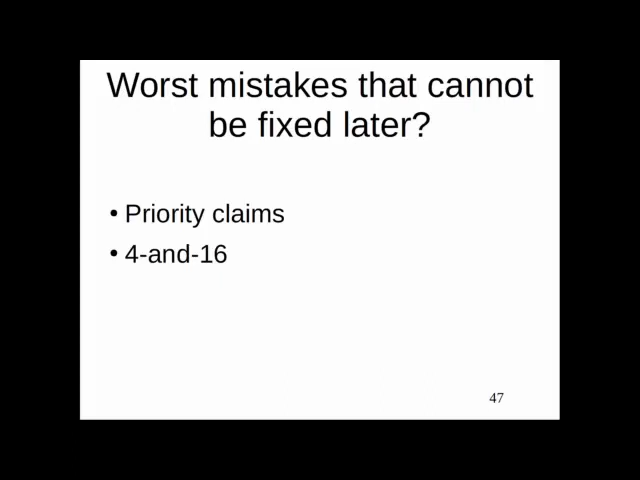 Worst mistakes that cannot
be fixed later?
• Priority claims
• 4-and-16
47